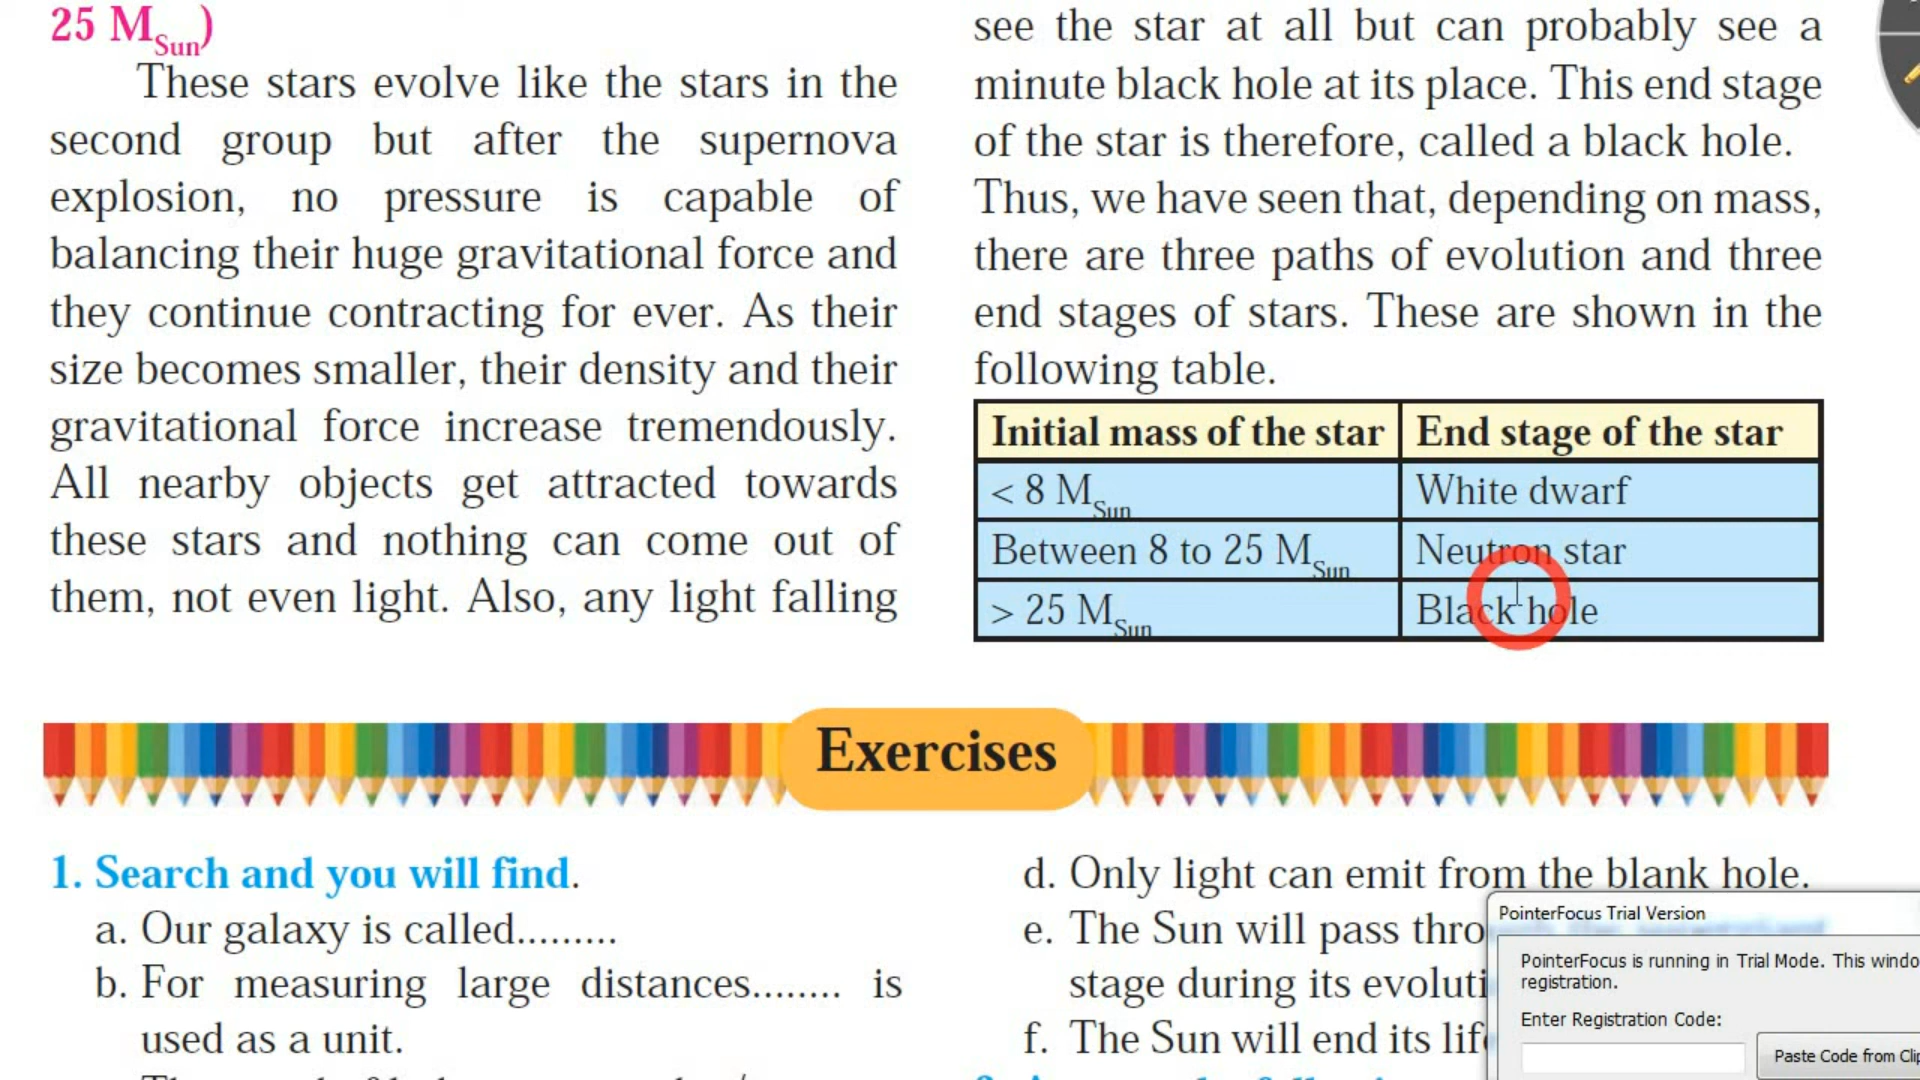 25 MSun)
These stars evolve like the stars in the
second group but after the supernova
explosion, no pressure is capable of
balancing their huge gravitational force and
they continue contracting for ever. As their
size becomes smaller, their density and their
gravitational force increase tremendously.
All nearby objects get attracted towards
these stars and nothing can come out of
them, not even light. Also, any light falling
see the star at all but can probably see a
minute black hole at its place. This end stage
of the star is therefore, called a black hole.
Thus, we have seen that, depending on mass,
there are three paths of evolution and three
end stages of stars. These are shown in the
following table.
Initial mass of the star End stage of the star
< 8 MSun White dwarf
Between 8 to 25 MSun Neutron star
> 25 MSun Black hole
Exercises
1. Search and you will find.
a. Our galaxy is called.........
b. For measuring large distances........ is
used as a unit.
d. Only light can emit from the blank hole.
e. The Sun will pass thro
stage during its evoluti
f. The Sun will end its life
PointerFocus Trial Version
PointerFocus is running in Trial Mode. This windo
registration.
Enter Registration Code:
Paste Code from Clip